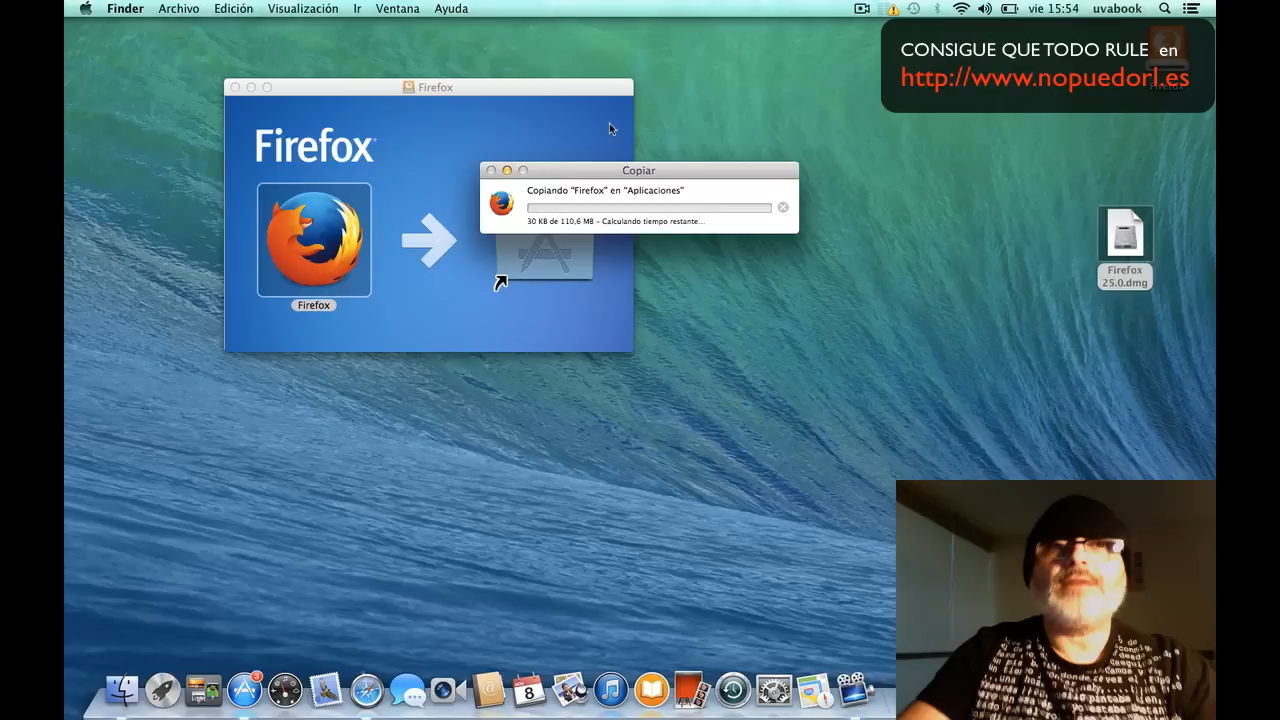 Finder Archivo Edición Visualización Ir Ventana Ayuda vie 15:54 uvabook
CONSIGUE QUE TODO RULE en
http://www.nopuedorl.es
Firefox
Firefox
Firefox
Copiar
Copiando “Firefox” en “Aplicaciones”
30 KB de 110,6 MB – Calculando tiempo restante...
Firefox
Firefox
25.0.dmg
3
8